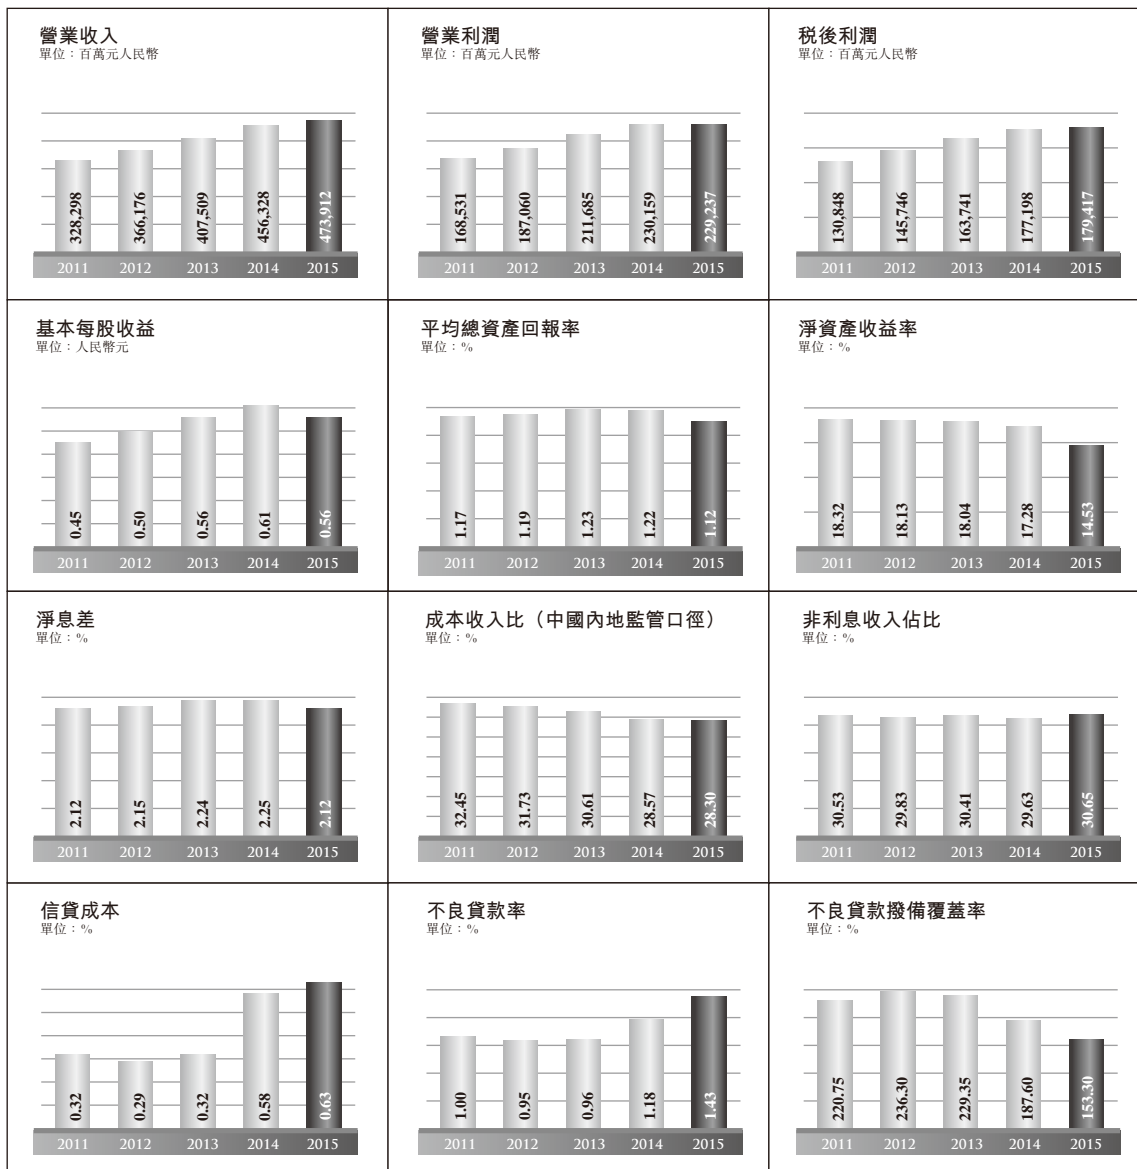 營業收入
單位：百萬元人民幣
328,298
366,176
407,509
456,328
473,912
2011 2012 2013 2014 2015
營業利潤
單位：百萬元人民幣
168,531
187,060
211,685
230,159
229,237
2011 2012 2013 2014 2015
税後利潤
單位：百萬元人民幣
130,848
145,746
163,741
177,198
179,417
2011 2012 2013 2014 2015
基本每股收益
單位：人民幣元
0.45
0.50
0.56
0.61
0.56
2011 2012 2013 2014 2015
平均總資產回報率
單位：%
1.17
1.19
1.23
1.22
1.12
2011 2012 2013 2014 2015
淨資產收益率
單位：%
18.32
18.13
18.04
17.28
14.53
2011 2012 2013 2014 2015
淨息差
單位：%
2.12
2.15
2.24
2.25
2.12
2011 2012 2013 2014 2015
成本收入比（中國內地監管口徑）
單位：%
32.45
31.73
30.61
28.57
28.30
2011 2012 2013 2014 2015
非利息收入佔比
單位：%
30.53
29.83
30.41
29.63
30.65
2011 2012 2013 2014 2015
信貸成本
單位：%
0.32
0.29
0.32
0.58
0.63
2011 2012 2013 2014 2015
不良貸款率
單位：%
1.00
0.95
0.96
1.18
1.43
2011 2012 2013 2014 2015
不良貸款撥備覆蓋率
單位：%
220.75
236.30
229.35
187.60
153.30
2011 2012 2013 2014 2015